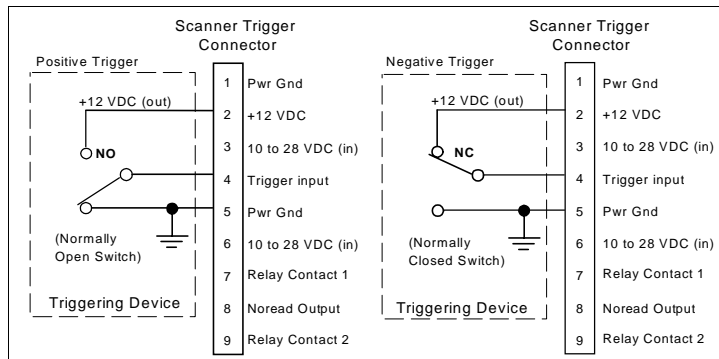 Scanner Trigger
Connector
Positive Trigger
+12 VDC (out)
NO
(Normally
Open Switch)
Triggering Device
1 Pwr Gnd
2 +12 VDC
3 10 to 28 VDC (in)
4 Trigger input
5 Pwr Gnd
6 10 to 28 VDC (in)
7 Relay Contact 1
8 Noread Output
9 Relay Contact 2
Scanner Trigger
Connector
Negative Trigger
+12 VDC (out)
NC
(Normally
Closed Switch)
Triggering Device
1 Pwr Gnd
2 +12 VDC
3 10 to 28 VDC (in)
4 Trigger input
5 Pwr Gnd
6 10 to 28 VDC (in)
7 Relay Contact 1
8 Noread Output
9 Relay Contact 2